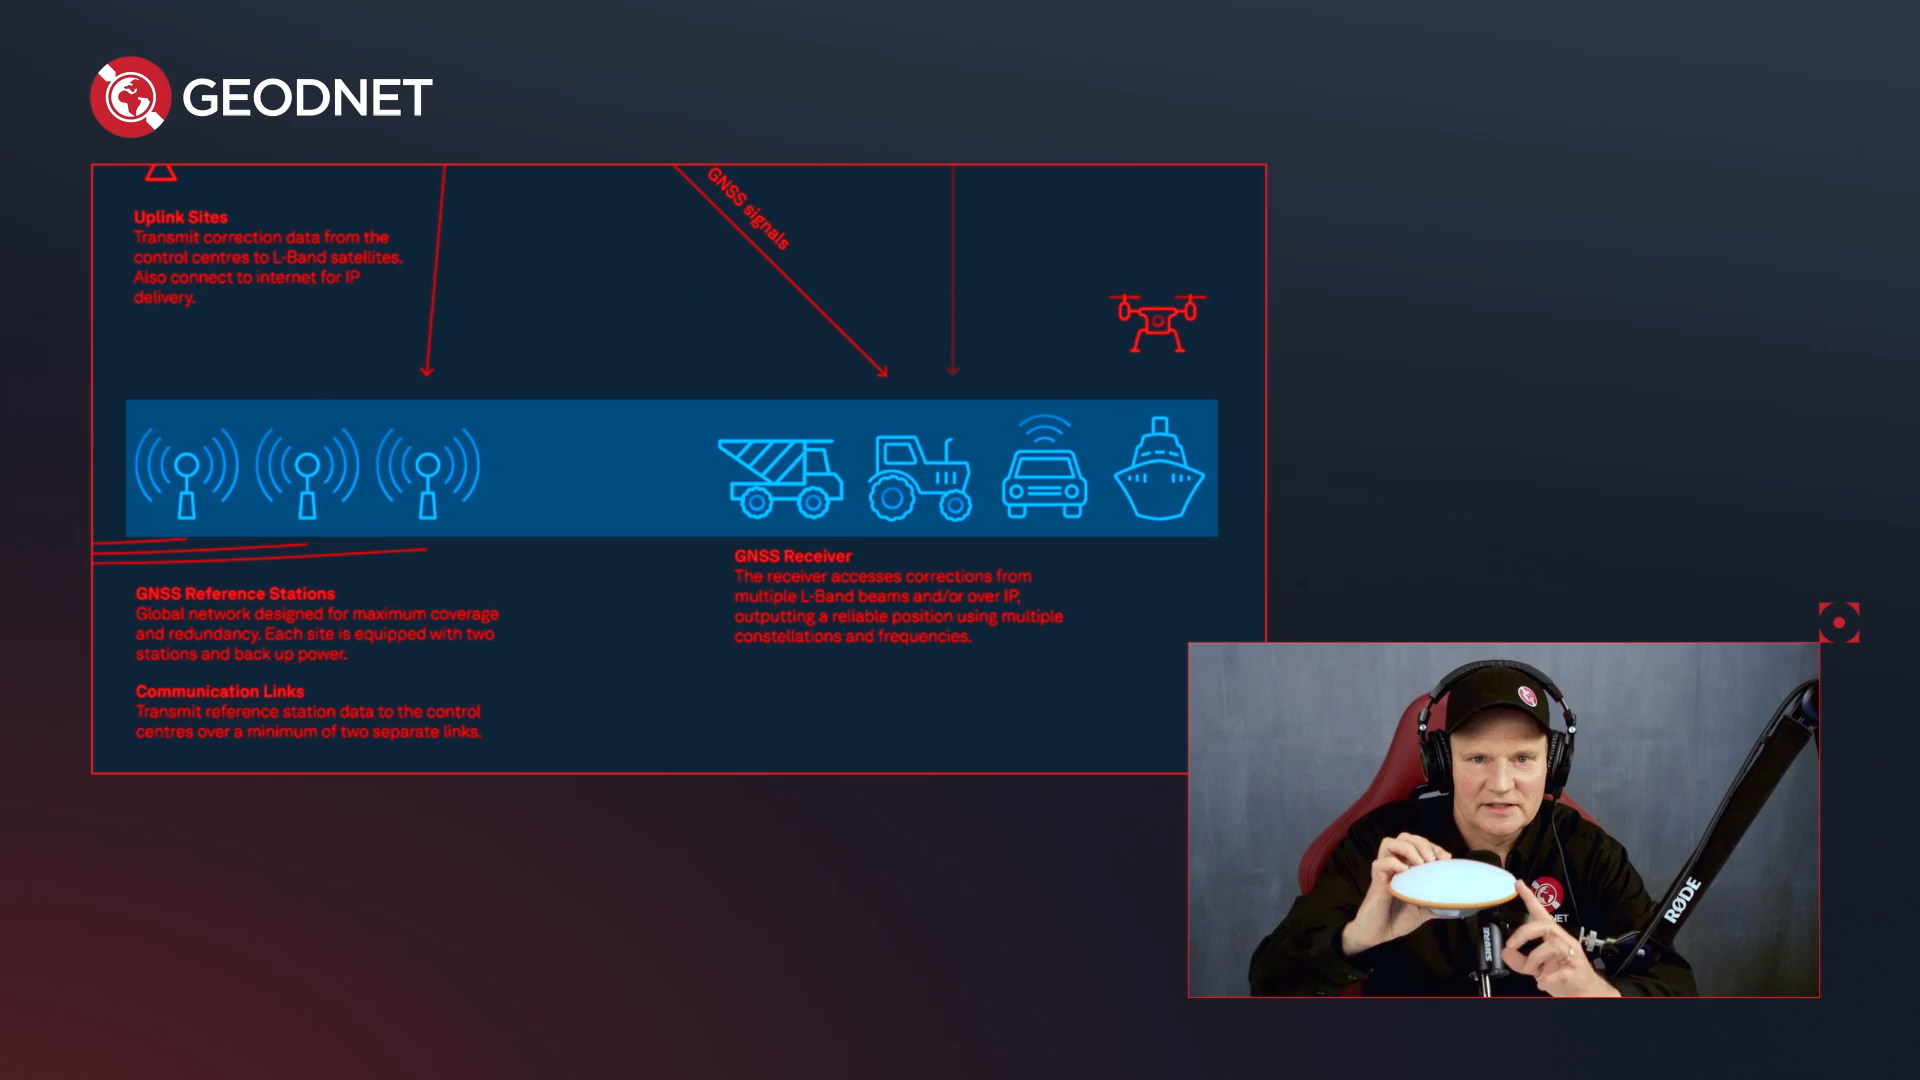 GEODNET
GNSS signals
Uplink Sites
Transmit correction data from the
control centres to L-Band satellites.
Also connect to internet for IP
delivery.
GNSS Reference Stations
Global network designed for maximum coverage
and redundancy. Each site is equipped with two
stations and back up power.
Communication Links
Transmit reference station data to the control
centres over a minimum of two separate links.
GNSS Receiver
The receiver accesses corrections from
multiple L-Band beams and/or over IP,
outputting a reliable position using multiple
constellations and frequencies.
RØDE
SHURE